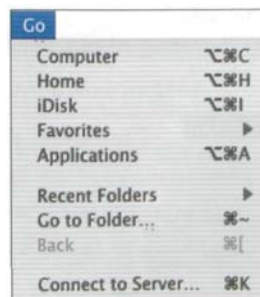 Go
Computer ⌥⌘C
Home ⌥⌘H
iDisk ⌥⌘I
Favorites ▶
Applications ⌥⌘A
Recent Folders ▶
Go to Folder... ⌘~
Back ⌘[
Connect to Server... ⌘K